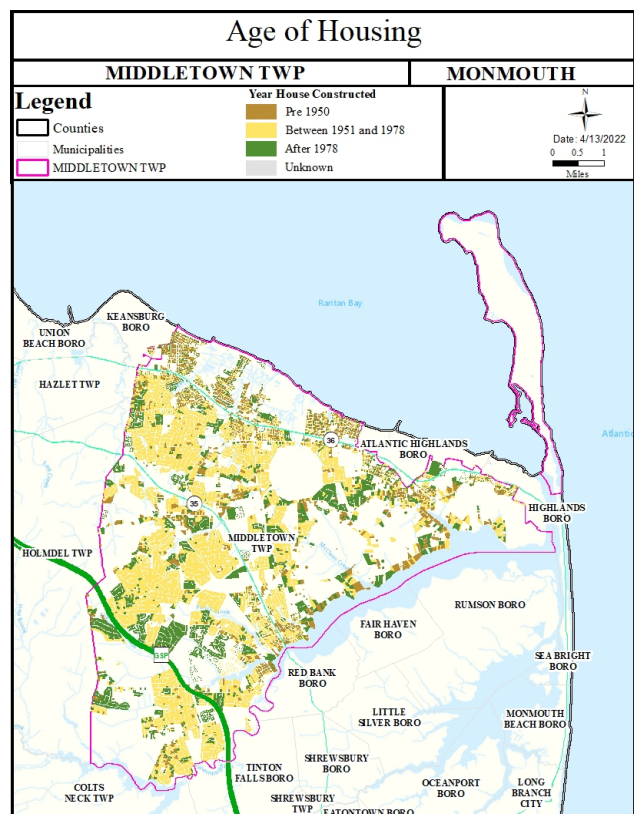 Age of Housing
MIDDLETOWN TWP
MONMOUTH
Legend
Counties
Municipalities
MIDDLETOWN TWP
Year House Constructed
Pre 1950
Between 1951 and 1978
After 1978
Unknown
N
Date: 4/13/2022
0 0.5 1
Miles
Raritan Bay
KEANSBURG
BORO
UNION
BEACH BORO
HAZLET TWP
36
ATLANTIC HIGHLANDS
BORO
Atlantic
35
HIGHLANDS
BORO
MIDDLETOWN
TWP
HOLMDEL TWP
RUMSON BORO
FAIR HAVEN
BORO
GSP
SEA BRIGHT
BORO
RED BANK
BORO
LITTLE
SILVER BORO
MONMOUTH
BEACH BORO
SHREWSBURY
BORO
TINTON
FALLS BORO
COLTS
NECK TWP
OCEANPORT
BORO
LONG
BRANCH
CITY
SHREWSBURY
TWP
EATONTOWN BORO